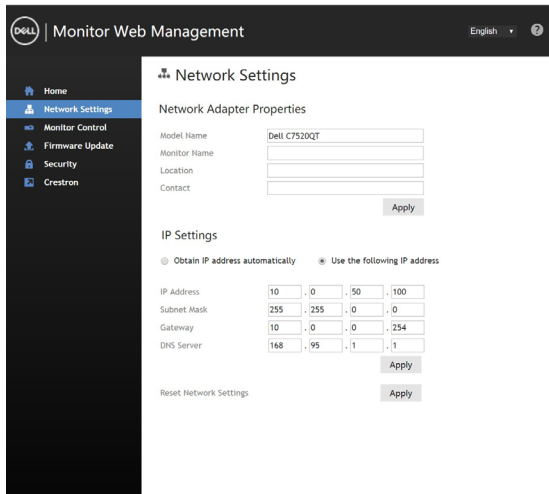 DELL | Monitor Web Management
English
?
Home
Network Settings
Monitor Control
Firmware Update
Security
Crestron
Network Settings
Network Adapter Properties
Model Name Dell C7520QT
Monitor Name
Location
Contact
Apply
IP Settings
Obtain IP address automatically Use the following IP address
IP Address 10 . 0 . 50 . 100
Subnet Mask 255 . 255 . 0 . 0
Gateway 10 . 0 . 0 . 254
DNS Server 168 . 95 . 1 . 1
Apply
Reset Network Settings Apply